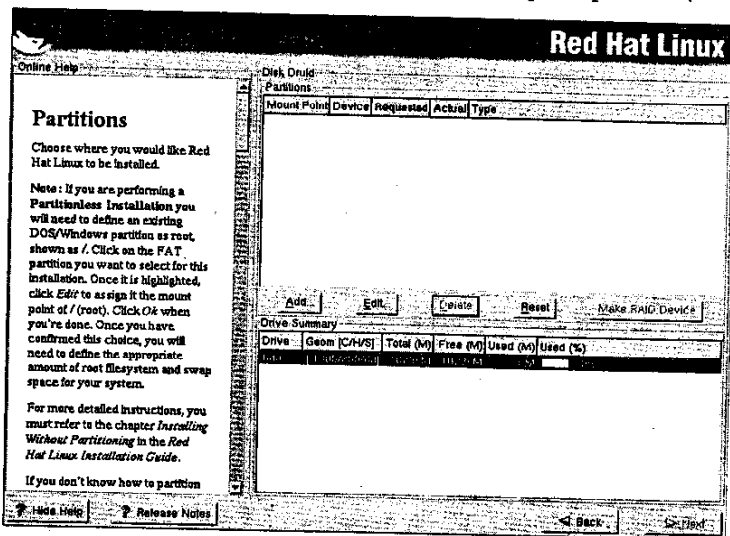 Red Hat Linux
Online Help
Partitions
Choose where you would like Red
Hat Linux to be installed.
Note: If you are performing a
Partitionless Installation you
will need to define an existing
DOS/Windows partition as root,
shown as /. Click on the FAT
partition you want to select for this
installation. Once it is highlighted,
click Edit to assign it the mount
point of / (root). Click Ok when
you're done. Once you have
confirmed this choice, you will
need to define the appropriate
amount of root filesystem and swap
space for your system.
For more detailed instructions, you
must refer to the chapter Installing
Without Partitioning in the Red
Hat Linux Installation Guide.
If you don't know how to partition
? Hide Help
? Release Notes
Disk Druid
Partitions
Mount Point Device Requested Actual Type
Add... Edit... Delete Reset Make RAID Device
Drive Summary
Drive Geom [C/H/S] Total (M) Free (M) Used (M) Used (%)
Back
Next